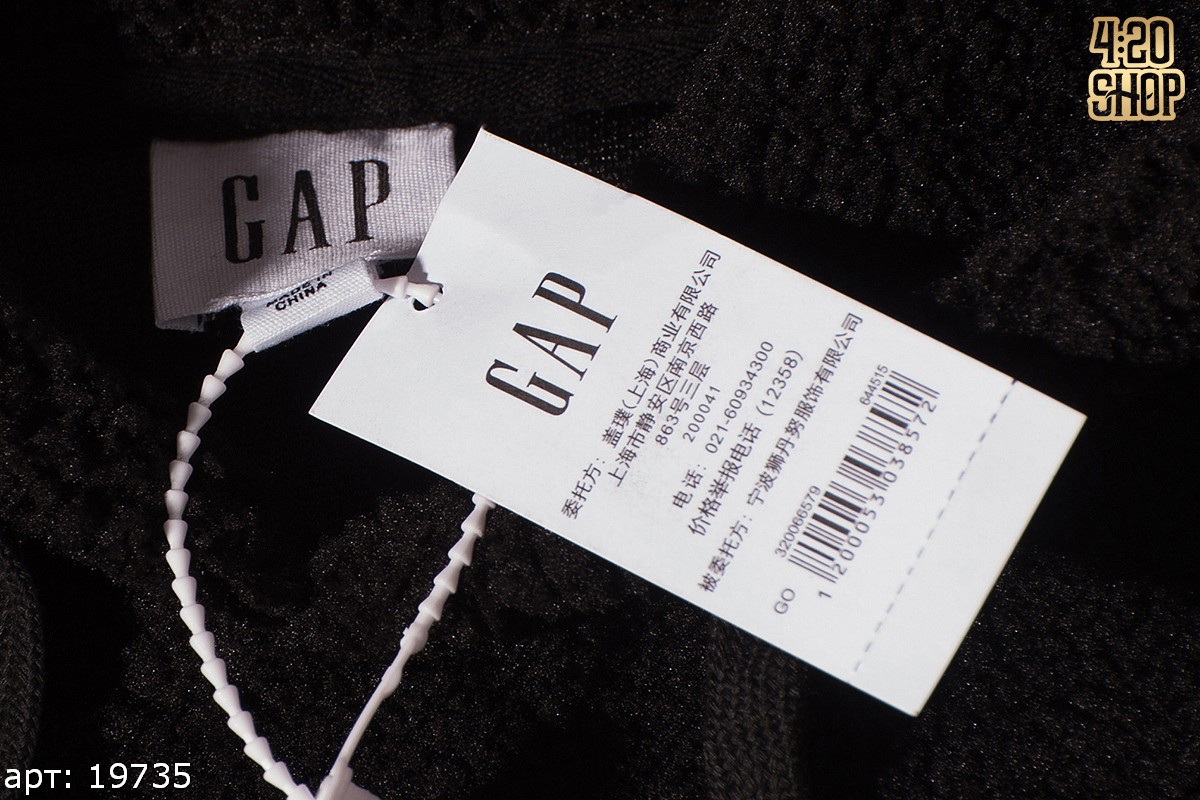 4:20
SHOP
GAP
MADE IN
CHINA
GAP
委托方：盖璞(上海)商业有限公司
上海市静安区南京西路
863号三层
200041
电话：021-60934300
价格举报电话（12358）
被委托方：宁波狮丹努服饰有限公司
320066579 644515
GO
1200053103857​2
арт: 19735